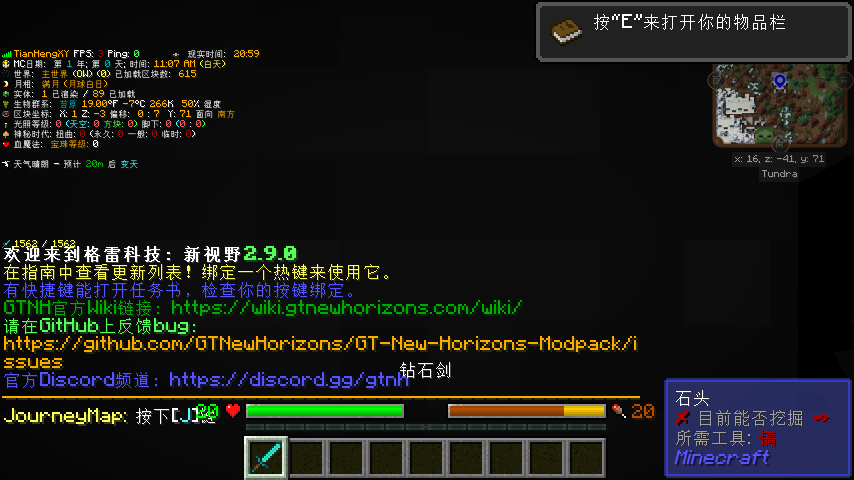 按"E"来打开你的物品栏
TianHengXY FPS: 3 Ping: 0 现实时间: 20:59
MC日期: 第 1 年; 第 0 天; 时间: 11:07 AM (白天)
世界: 主世界 (OW) (0) 已加载区块数: 615
月相: 满月 (月球白日)
实体: 1 已渲染 / 89 已加载
生物群系: 苔原 19.00°F -7°C 266K 50% 湿度
区块坐标: X: 1 Z: -3 偏移: 0 : 7 Y: 71 面向 南方
光照等级: 0 (天空: 0 方块: 0) 脚下: 0 (0 : 0)
神秘时代: 扭曲: 0 (永久: 0 一般: 0 临时: 0)
血魔法: 宝珠等级: 0
天气晴朗 - 预计 20m 后 变天
x: 16, z: -41, y: 71
Tundra
1562 / 1562
欢迎来到格雷科技: 新视野2.9.0
在指南中查看更新列表! 绑定一个热键来使用它。
有快捷键能打开任务书, 检查你的按键绑定。
GTNH官方Wiki链接: https://wiki.gtnewhorizons.com/wiki/
请在GitHub上反馈bug:
https://github.com/GTNewHorizons/GT-New-Horizons-Modpack/i
ssues
钻石剑
官方Discord频道: https://discord.gg/gtnh
JourneyMap: 按下[J]
20
20
石头
目前能否挖掘
所需工具: 镐
Minecraft